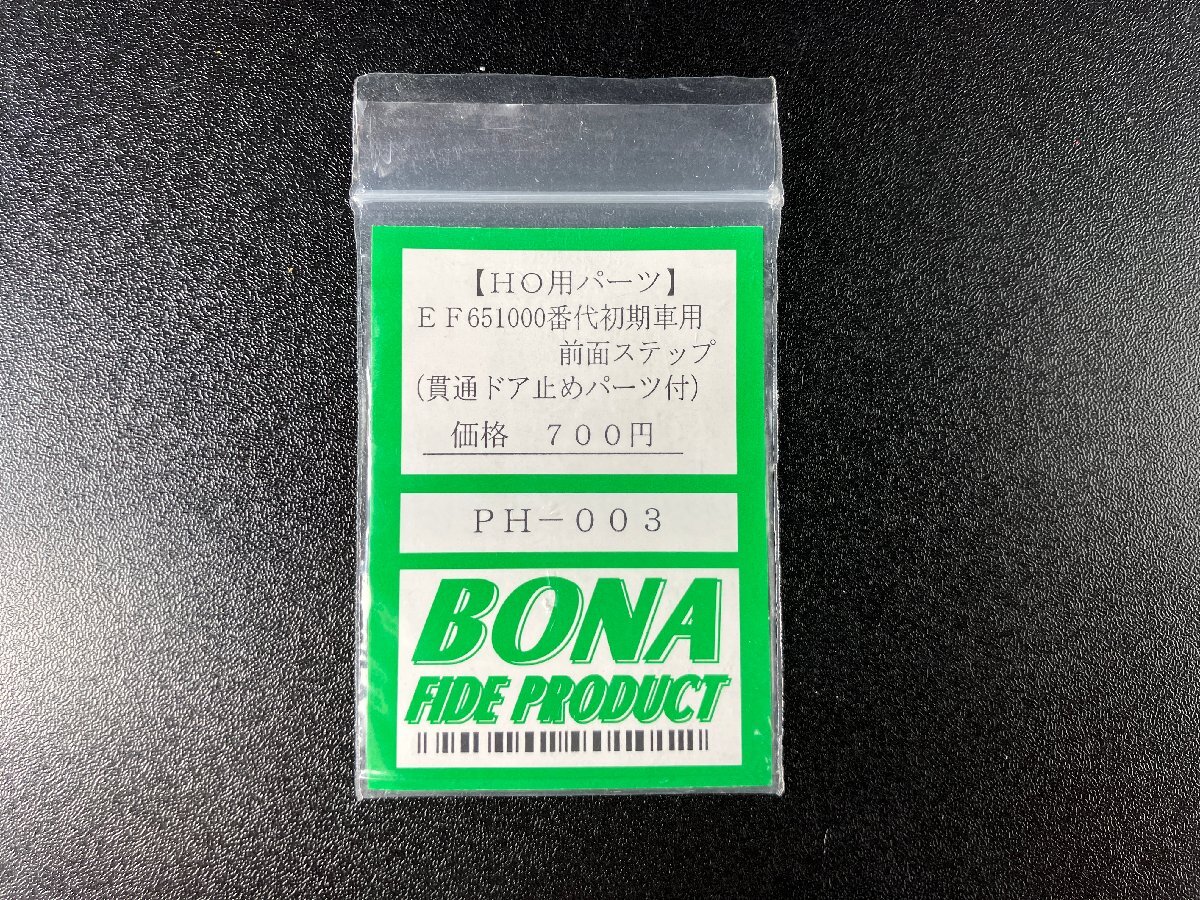 【HO用パーツ】
EF651000番代初期車用
前面ステップ
(貫通ドア止めパーツ付)
価格 700円
PH-003
BONA
FIDE PRODUCT